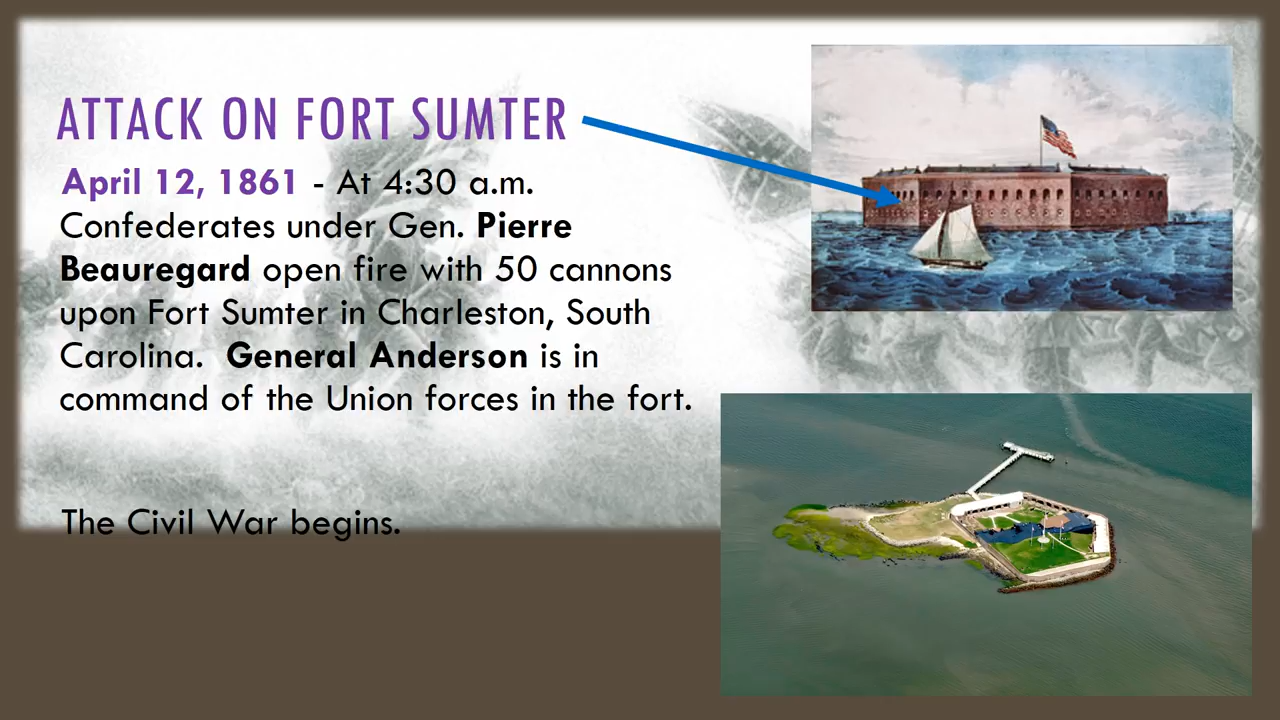 ATTACK ON FORT SUMTER
April 12, 1861 - At 4:30 a.m.
Confederates under Gen. Pierre
Beauregard open fire with 50 cannons
upon Fort Sumter in Charleston, South
Carolina.  General Anderson is in
command of the Union forces in the fort.
The Civil War begins.